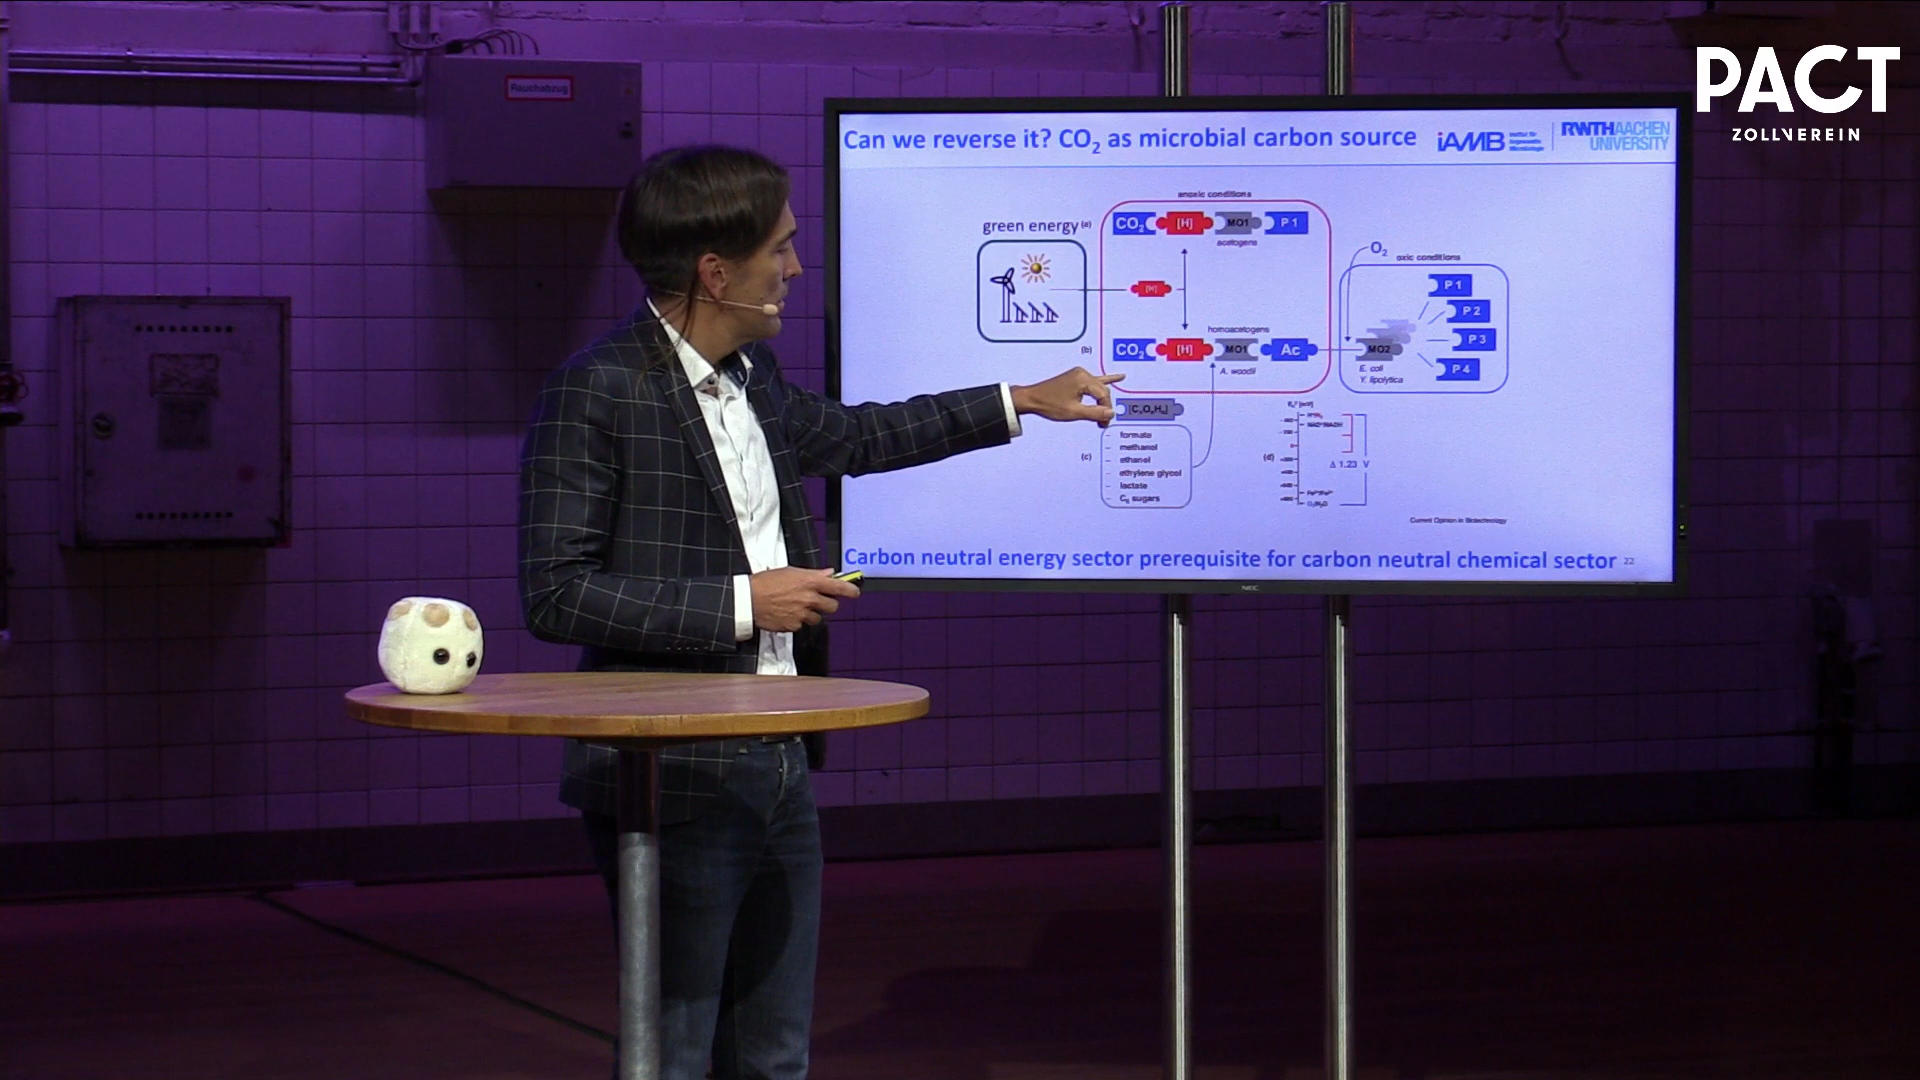 PACT
ZOLLVEREIN
Rauchabzug
Can we reverse it? CO₂ as microbial carbon source
iAMB
RWTHAACHEN
UNIVERSITY
anoxic conditions
green energy
(a)
CO₂ [H] MO1 P 1
acetogens
[H]
O₂
oxic conditions
P 1
P 2
P 3
P 4
homoacetogens
(b)
CO₂ [H] MO1 Ac
A. woodii
MO2
E. coli
Y. lipolytica
(c)
– formate
– methanol
– ethanol
– ethylene glycol
– lactate
– C₆ sugars
(d)
Δ 1.23 V
Current Opinion in Biotechnology
Carbon neutral energy sector prerequisite for carbon neutral chemical sector
22
NEC